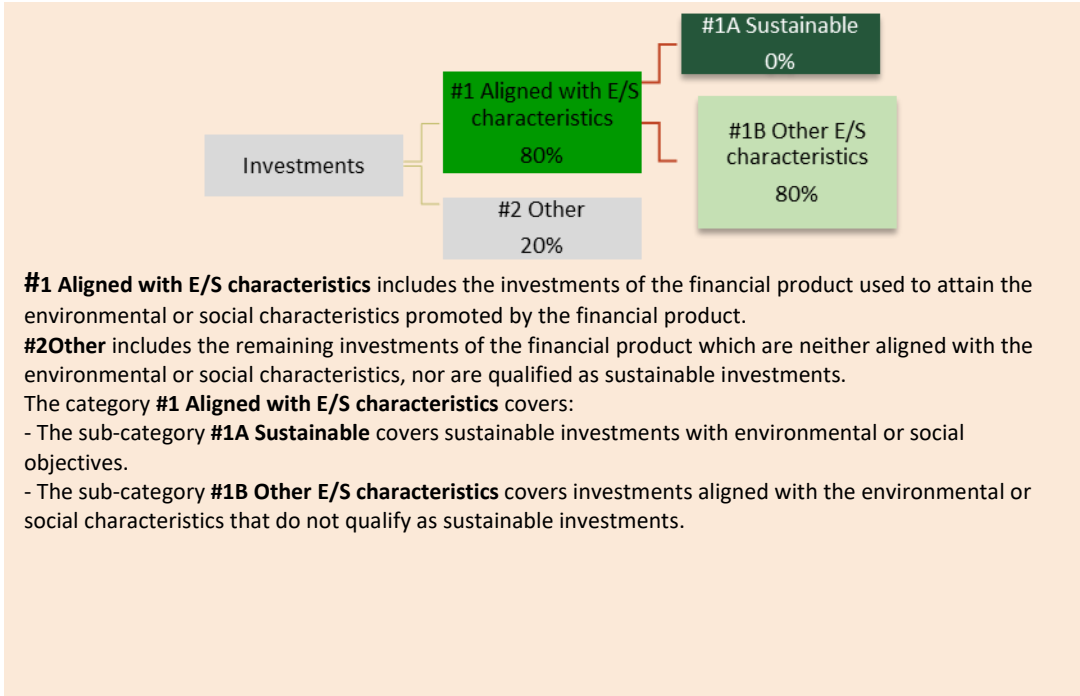 #1A Sustainable
0%
#1 Aligned with E/S
characteristics
80%
#1B Other E/S
characteristics
80%
Investments
#2 Other
20%
#1 Aligned with E/S characteristics includes the investments of the financial product used to attain the
environmental or social characteristics promoted by the financial product.
#2Other includes the remaining investments of the financial product which are neither aligned with the
environmental or social characteristics, nor are qualified as sustainable investments.
The category #1 Aligned with E/S characteristics covers:
- The sub-category #1A Sustainable covers sustainable investments with environmental or social
objectives.
- The sub-category #1B Other E/S characteristics covers investments aligned with the environmental or
social characteristics that do not qualify as sustainable investments.